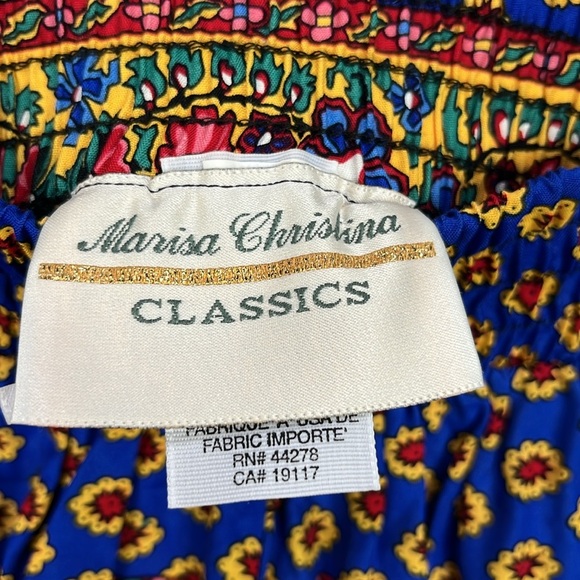 Marisa Christina
CLASSICS
FABRIQUE' A' USA DE
FABRIC IMPORTE'
RN# 44278
CA# 19117